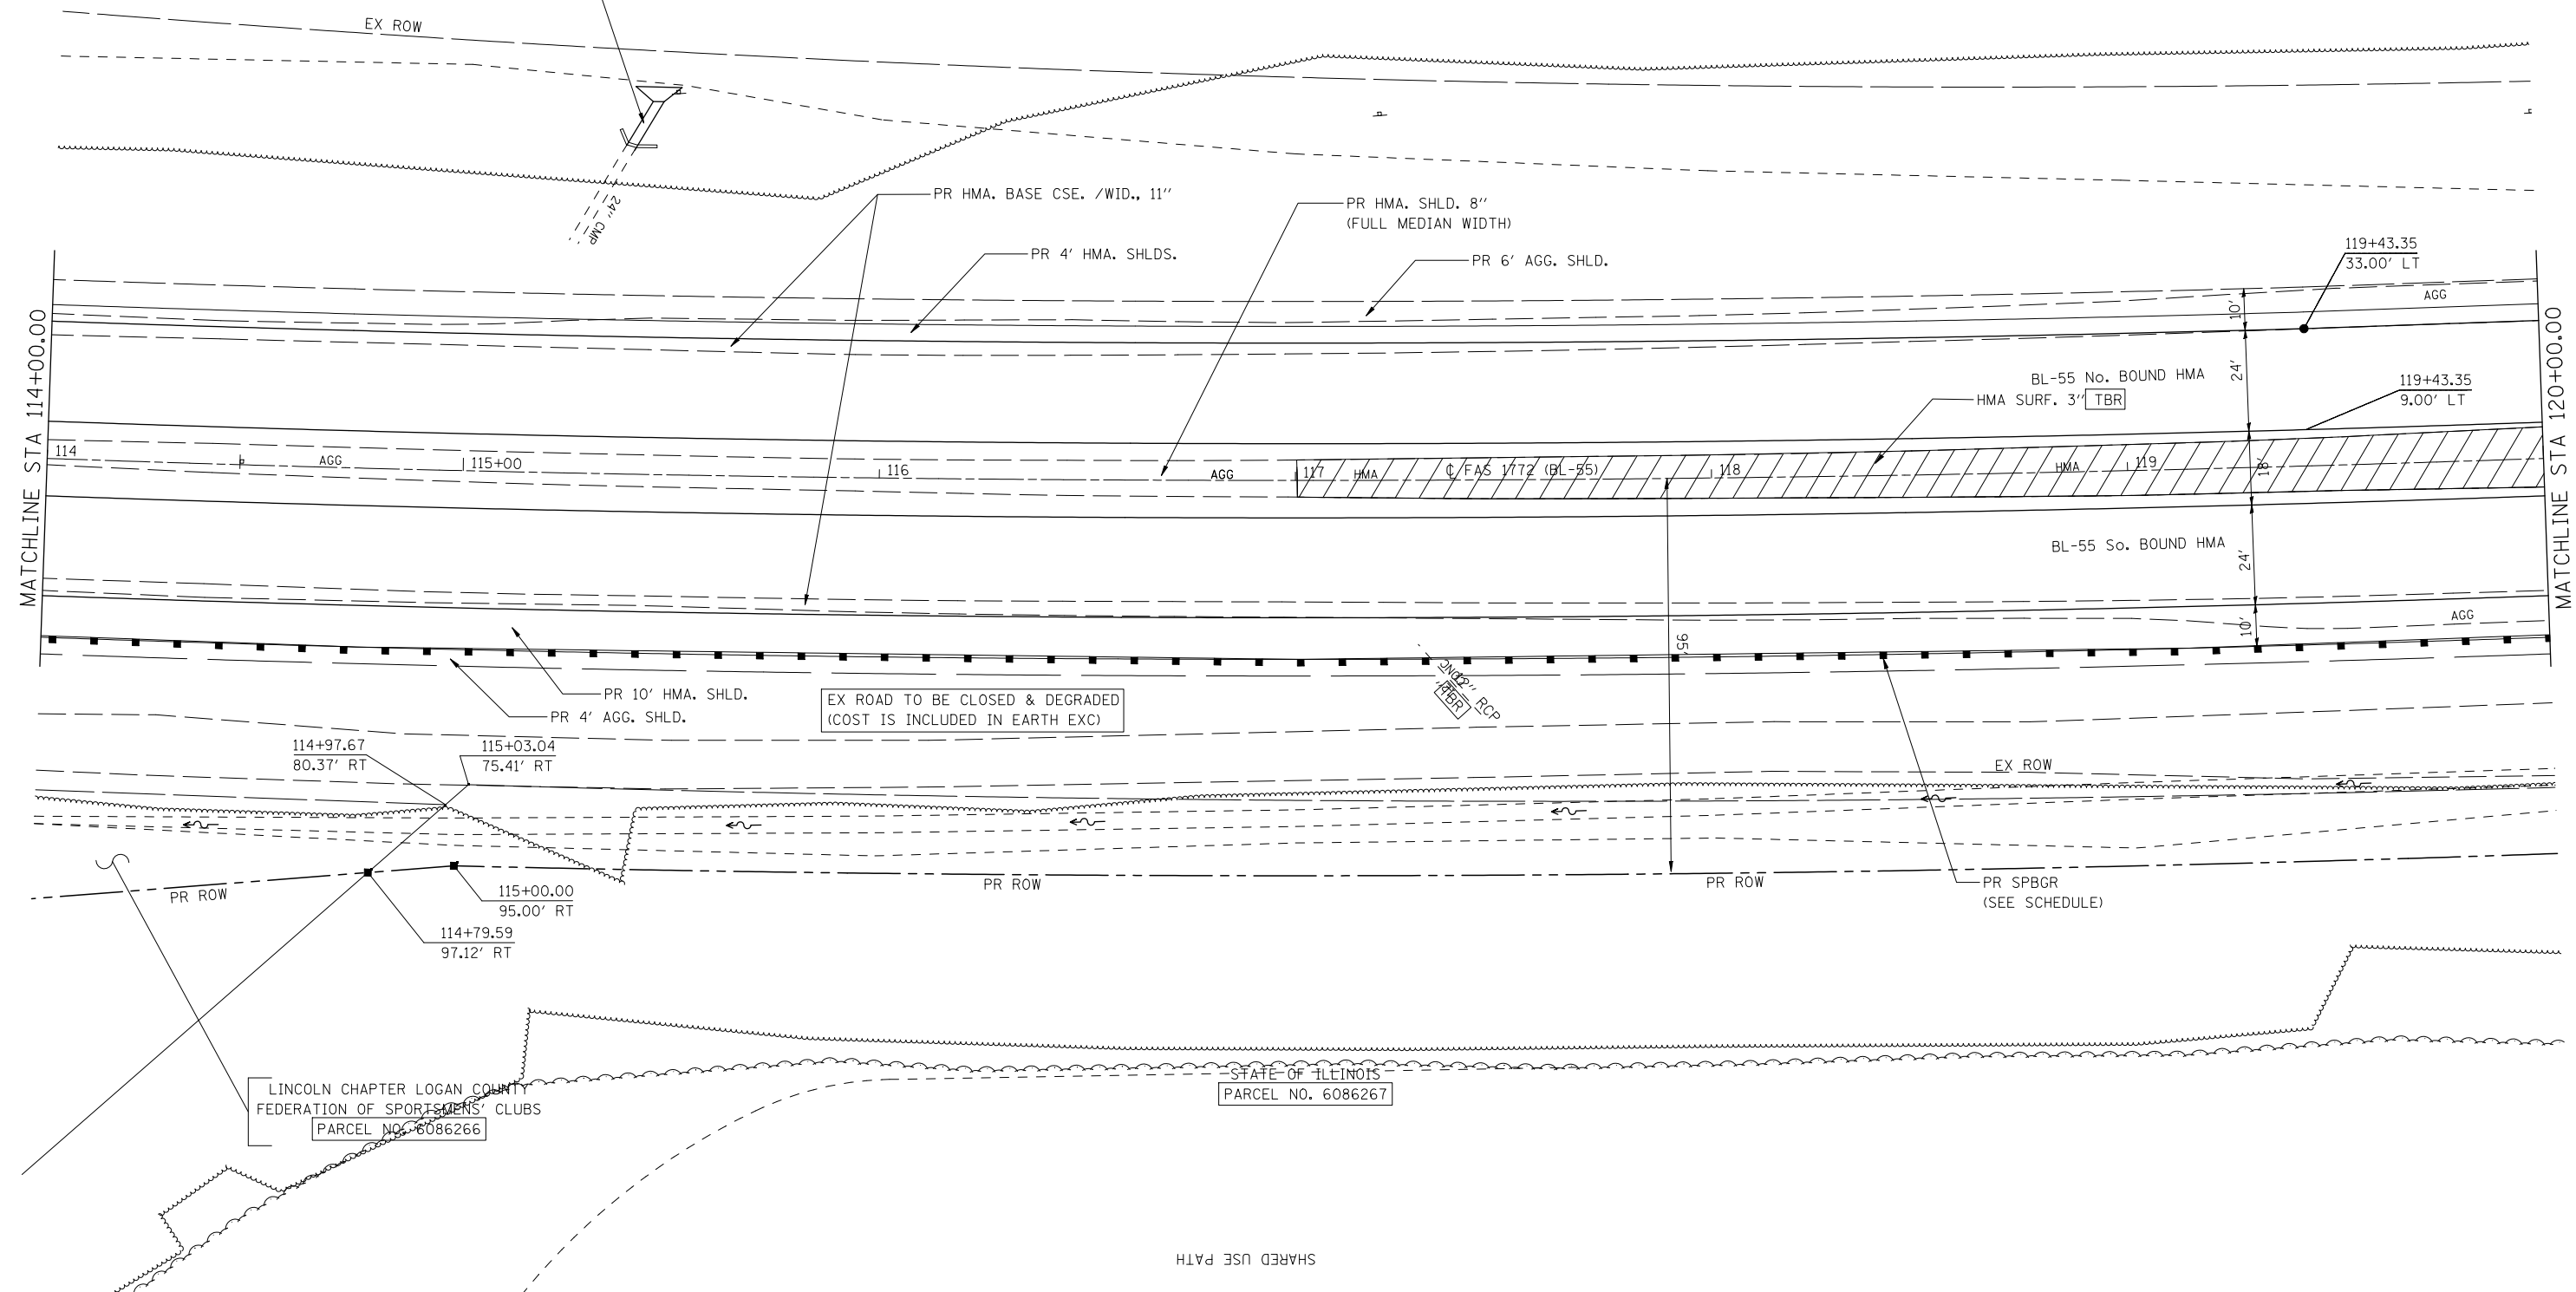 EX ROW
24" CMP
PR HMA. BASE CSE. /WID., 11"
PR HMA. SHLD. 8"
(FULL MEDIAN WIDTH)
PR 4' HMA. SHLDS.
PR 6' AGG. SHLD.
119+43.35
33.00' LT
AGG
10'
MATCHLINE STA 114+00.00
MATCHLINE STA 120+00.00
24'
BL-55 No. BOUND HMA
HMA SURF. 3" TBR
119+43.35
9.00' LT
114
AGG
115+00
116
AGG
117
HMA
℄ FAS 1772 (BL-55)
118
HMA
119
18'
BL-55 So. BOUND HMA
24'
AGG
10'
95'
PR 10' HMA. SHLD.
PR 4' AGG. SHLD.
EX ROAD TO BE CLOSED & DEGRADED
(COST IS INCLUDED IN EARTH EXC)
12" RCP
TBR
114+97.67
80.37' RT
115+03.04
75.41' RT
EX ROW
PR ROW
115+00.00
95.00' RT
114+79.59
97.12' RT
PR ROW
PR ROW
PR SPBGR
(SEE SCHEDULE)
LINCOLN CHAPTER LOGAN COUNTY
FEDERATION OF SPORTSMENS' CLUBS
PARCEL NO. 6086266
STATE OF ILLINOIS
PARCEL NO. 6086267
SHARED USE PATH